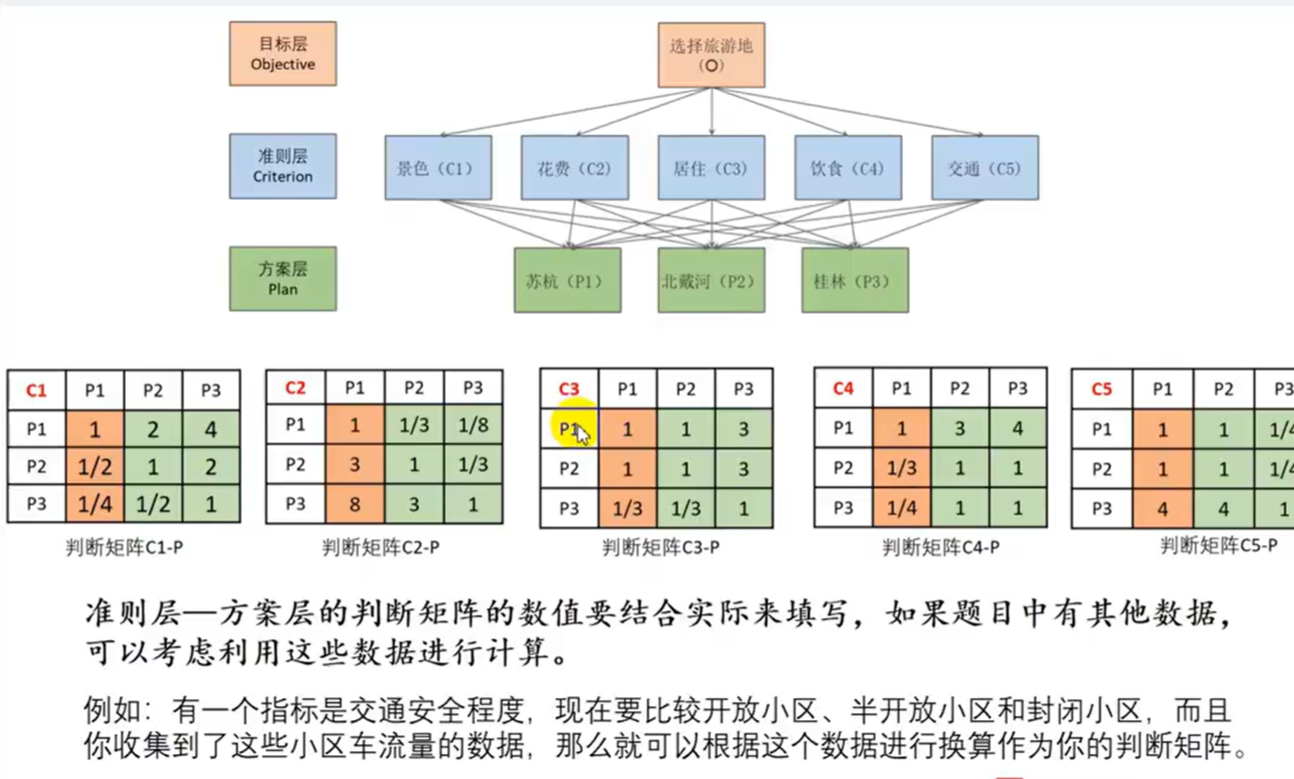 目标层
Objective
选择旅游地
（O）
准则层
Criterion
景色（C1） 花费（C2） 居住（C3） 饮食（C4） 交通（C5）
方案层
Plan
苏杭（P1） 北戴河（P2） 桂林（P3）
C1 P1 P2 P3
P1 1 2 4
P2 1/2 1 2
P3 1/4 1/2 1
判断矩阵C1-P
C2 P1 P2 P3
P1 1 1/3 1/8
P2 3 1 1/3
P3 8 3 1
判断矩阵C2-P
C3 P1 P2 P3
P1 1 1 3
P2 1 1 3
P3 1/3 1/3 1
判断矩阵C3-P
C4 P1 P2 P3
P1 1 3 4
P2 1/3 1 1
P3 1/4 1 1
判断矩阵C4-P
C5 P1 P2 P3
P1 1 1 1/4
P2 1 1 1/4
P3 4 4 1
判断矩阵C5-P
准则层—方案层的判断矩阵的数值要结合实际来填写，如果题目中有其他数据，
可以考虑利用这些数据进行计算。
例如：有一个指标是交通安全程度，现在要比较开放小区、半开放小区和封闭小区，而且
你收集到了这些小区车流量的数据，那么就可以根据这个数据进行换算作为你的判断矩阵。